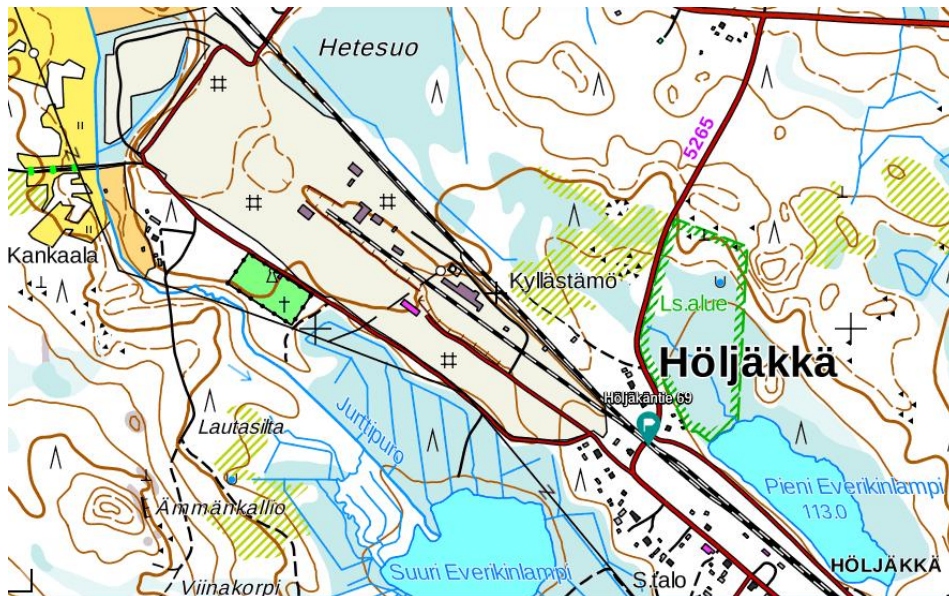 Hetesuo
5265
Kankaala
Kyllästämö
Ls.alue
Höljäkkä
Höljäkäntie 69
Jurttipuro
Lautasilta
Pieni Everikinlampi
113.0
Ämmänkallio
Suuri Everikinlampi
S.talo
HÖLJÄKKÄ
Viinakorpi